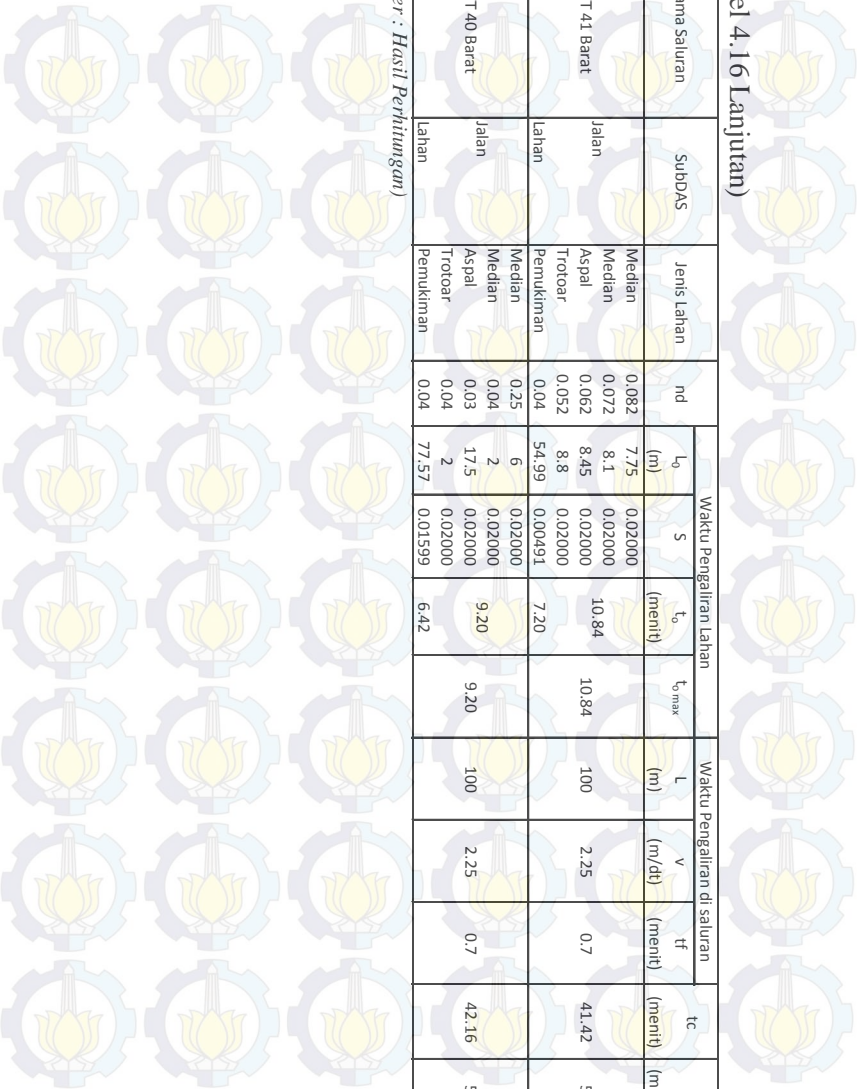 el 4.16 Lanjutan)
ama Saluran SubDAS Jenis Lahan nd Waktu Pengaliran Lahan Waktu Pengaliran di saluran tc
L₀ S t₀ t₀ max L v tf
(m) (menit) (m) (m/dt) (menit) (menit) (m
T 41 Barat Jalan Median 0.082 7.75 0.02000 10.84 10.84 100 2.25 0.7 41.42 5
Median 0.072 8.1 0.02000
Aspal 0.062 8.45 0.02000
Trotoar 0.052 8.8 0.02000
Lahan Pemukiman 0.04 54.99 0.00491 7.20
T 40 Barat Jalan Median 0.25 6 0.02000 9.20 9.20 100 2.25 0.7 42.16 5
Median 0.04 2 0.02000
Aspal 0.03 17.5 0.02000
Trotoar 0.04 2 0.02000
Lahan Pemukiman 0.04 77.57 0.01599 6.42
er : Hasil Perhitungan)